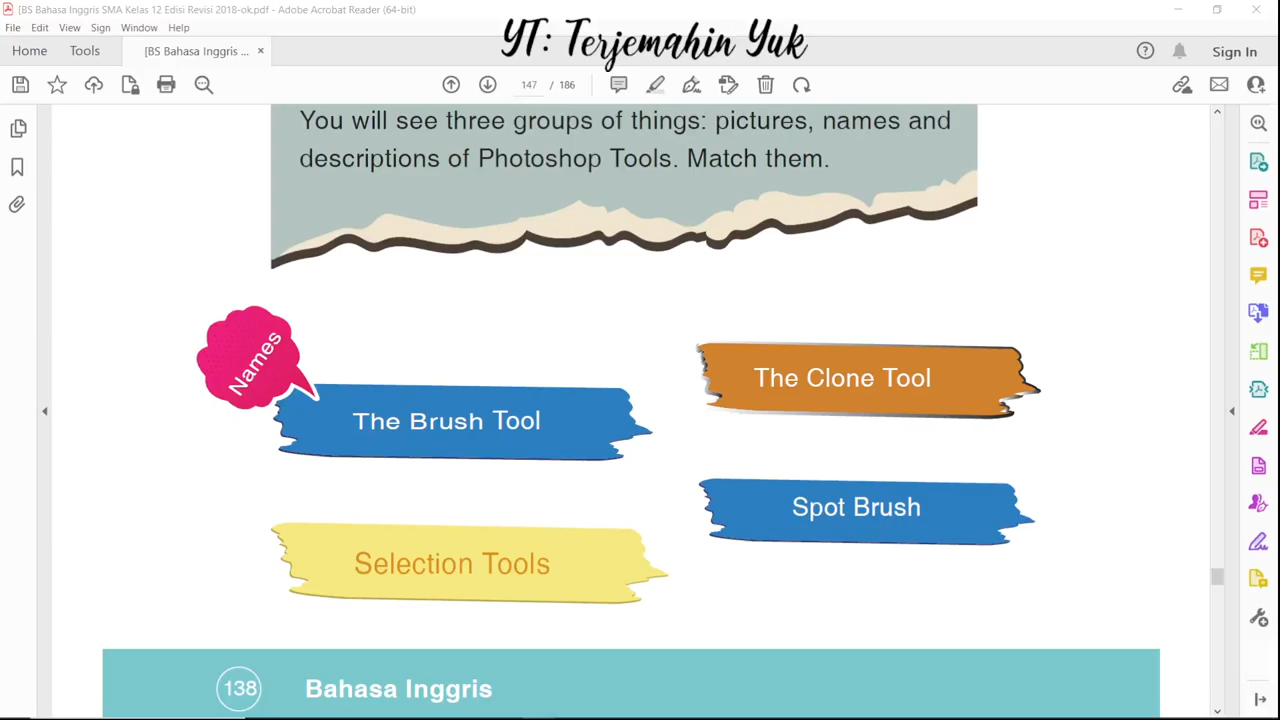 [BS Bahasa Inggris SMA Kelas 12 Edisi Revisi 2018-ok.pdf - Adobe Acrobat Reader (64-bit)
File Edit View Sign Window Help
YT: Terjemahin Yuk
Home Tools [BS Bahasa Inggris ... × Sign In
147 / 186
You will see three groups of things: pictures, names and
descriptions of Photoshop Tools. Match them.
Names
The Clone Tool
The Brush Tool
Spot Brush
Selection Tools
138 Bahasa Inggris